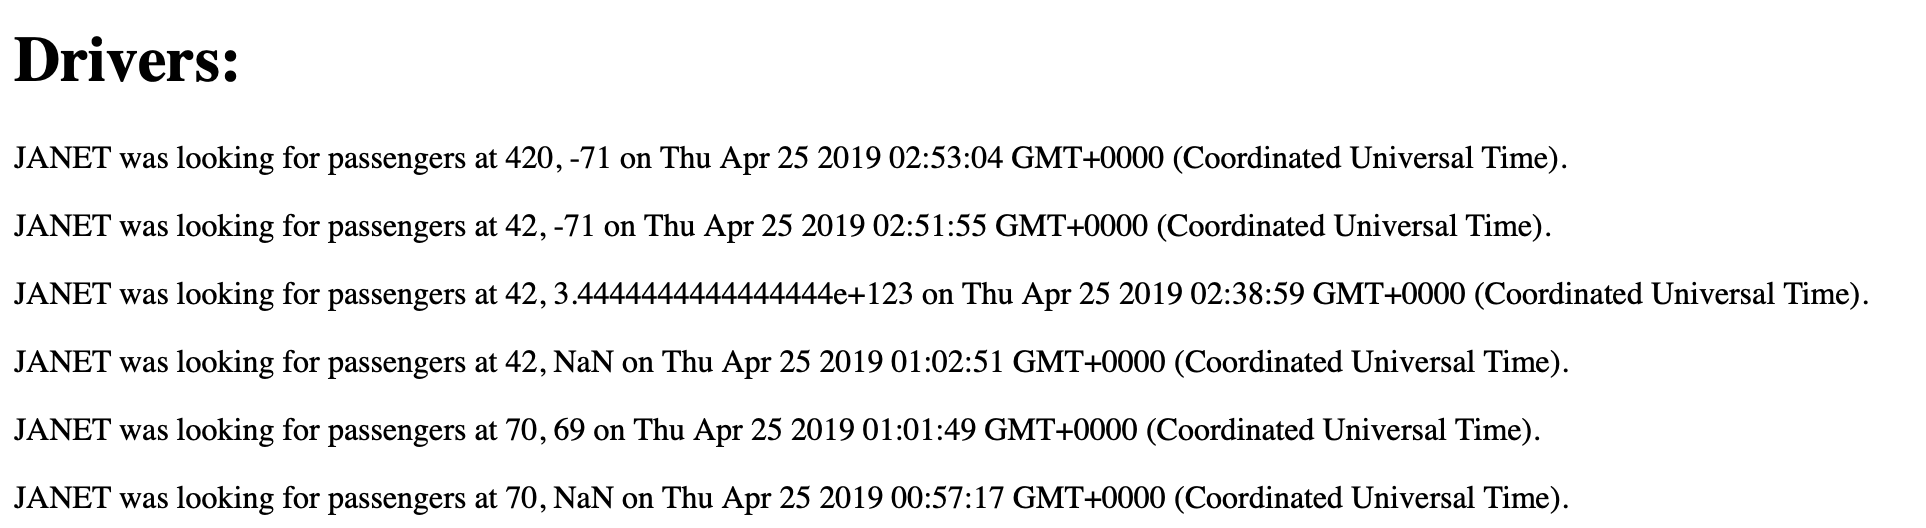 Drivers:
JANET was looking for passengers at 420, -71 on Thu Apr 25 2019 02:53:04 GMT+0000 (Coordinated Universal Time).
JANET was looking for passengers at 42, -71 on Thu Apr 25 2019 02:51:55 GMT+0000 (Coordinated Universal Time).
JANET was looking for passengers at 42, 3.4444444444444444e+123 on Thu Apr 25 2019 02:38:59 GMT+0000 (Coordinated Universal Time).
JANET was looking for passengers at 42, NaN on Thu Apr 25 2019 01:02:51 GMT+0000 (Coordinated Universal Time).
JANET was looking for passengers at 70, 69 on Thu Apr 25 2019 01:01:49 GMT+0000 (Coordinated Universal Time).
JANET was looking for passengers at 70, NaN on Thu Apr 25 2019 00:57:17 GMT+0000 (Coordinated Universal Time).